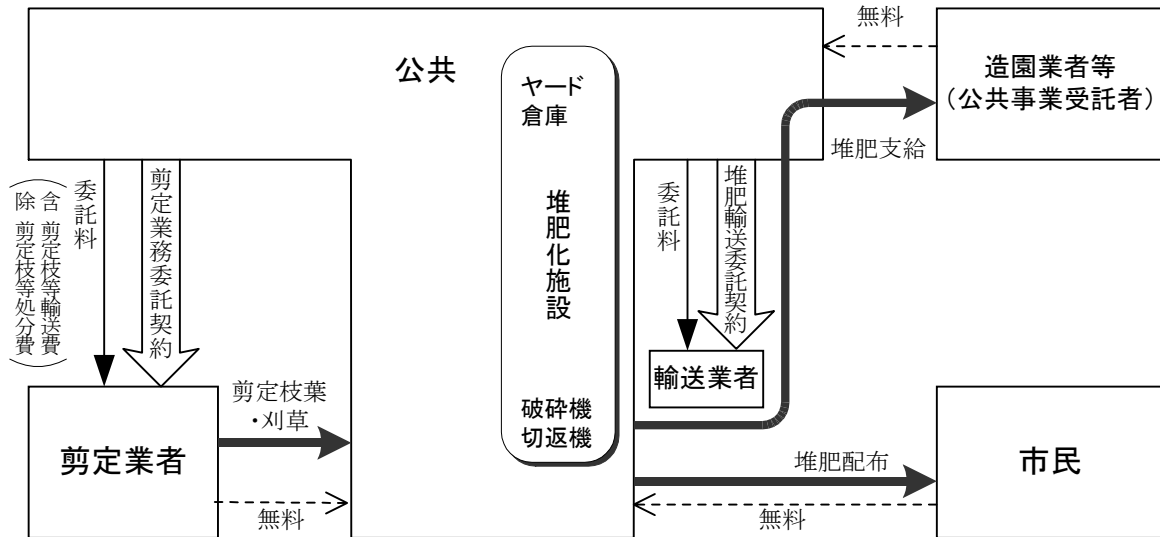 公共
ヤード
倉庫
堆肥化施設
破砕機
切返機
無料
造園業者等
（公共事業受託者）
堆肥支給
委託料
含 剪定枝等輸送費
除 剪定枝等処分費
剪定業務委託契約
委託料
堆肥輸送委託契約
輸送業者
剪定業者
剪定枝葉
・刈草
無料
堆肥配布
無料
市民